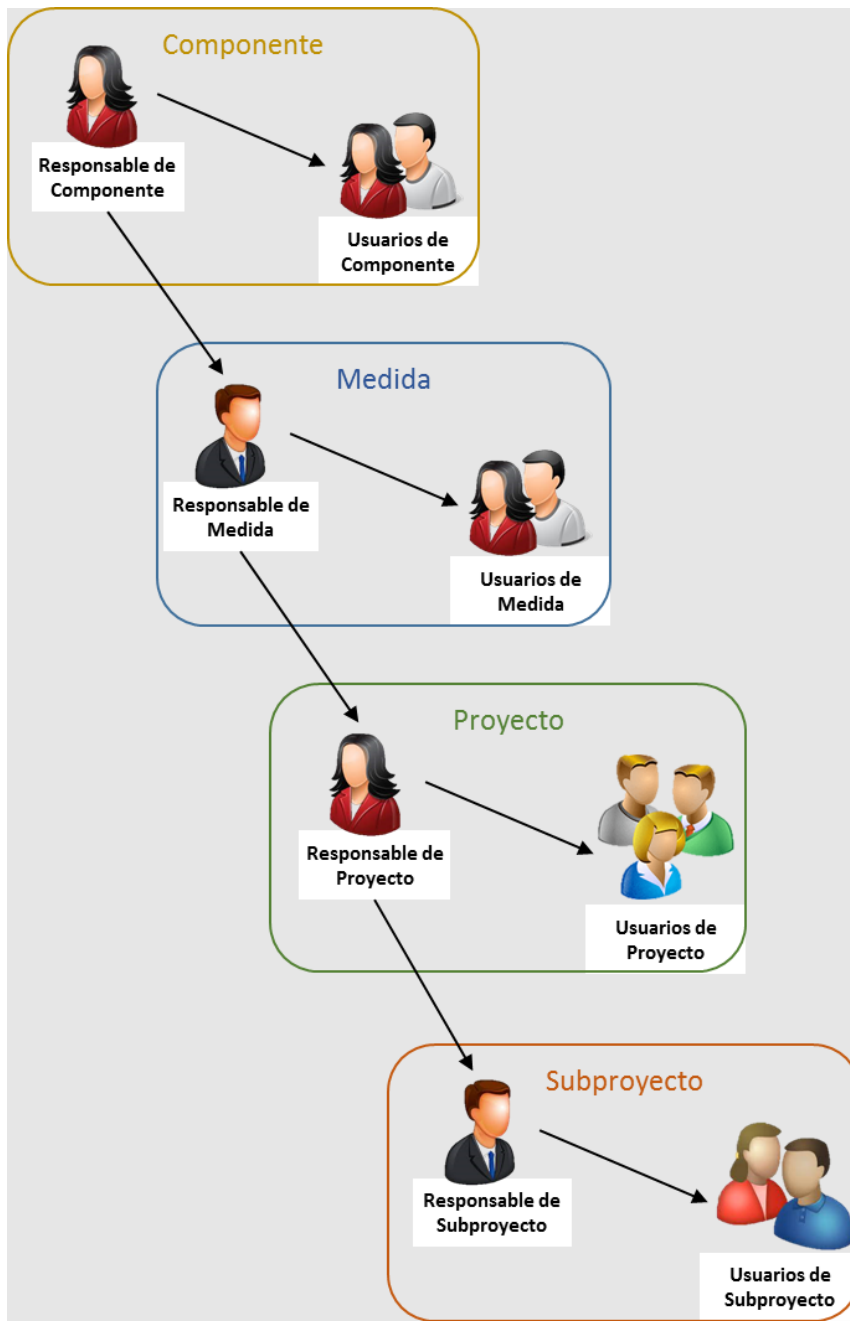 Componente
Responsable de
Componente
Usuarios de
Componente
Medida
Responsable de
Medida
Usuarios de
Medida
Proyecto
Responsable de
Proyecto
Usuarios de
Proyecto
Subproyecto
Responsable de
Subproyecto
Usuarios de
Subproyecto